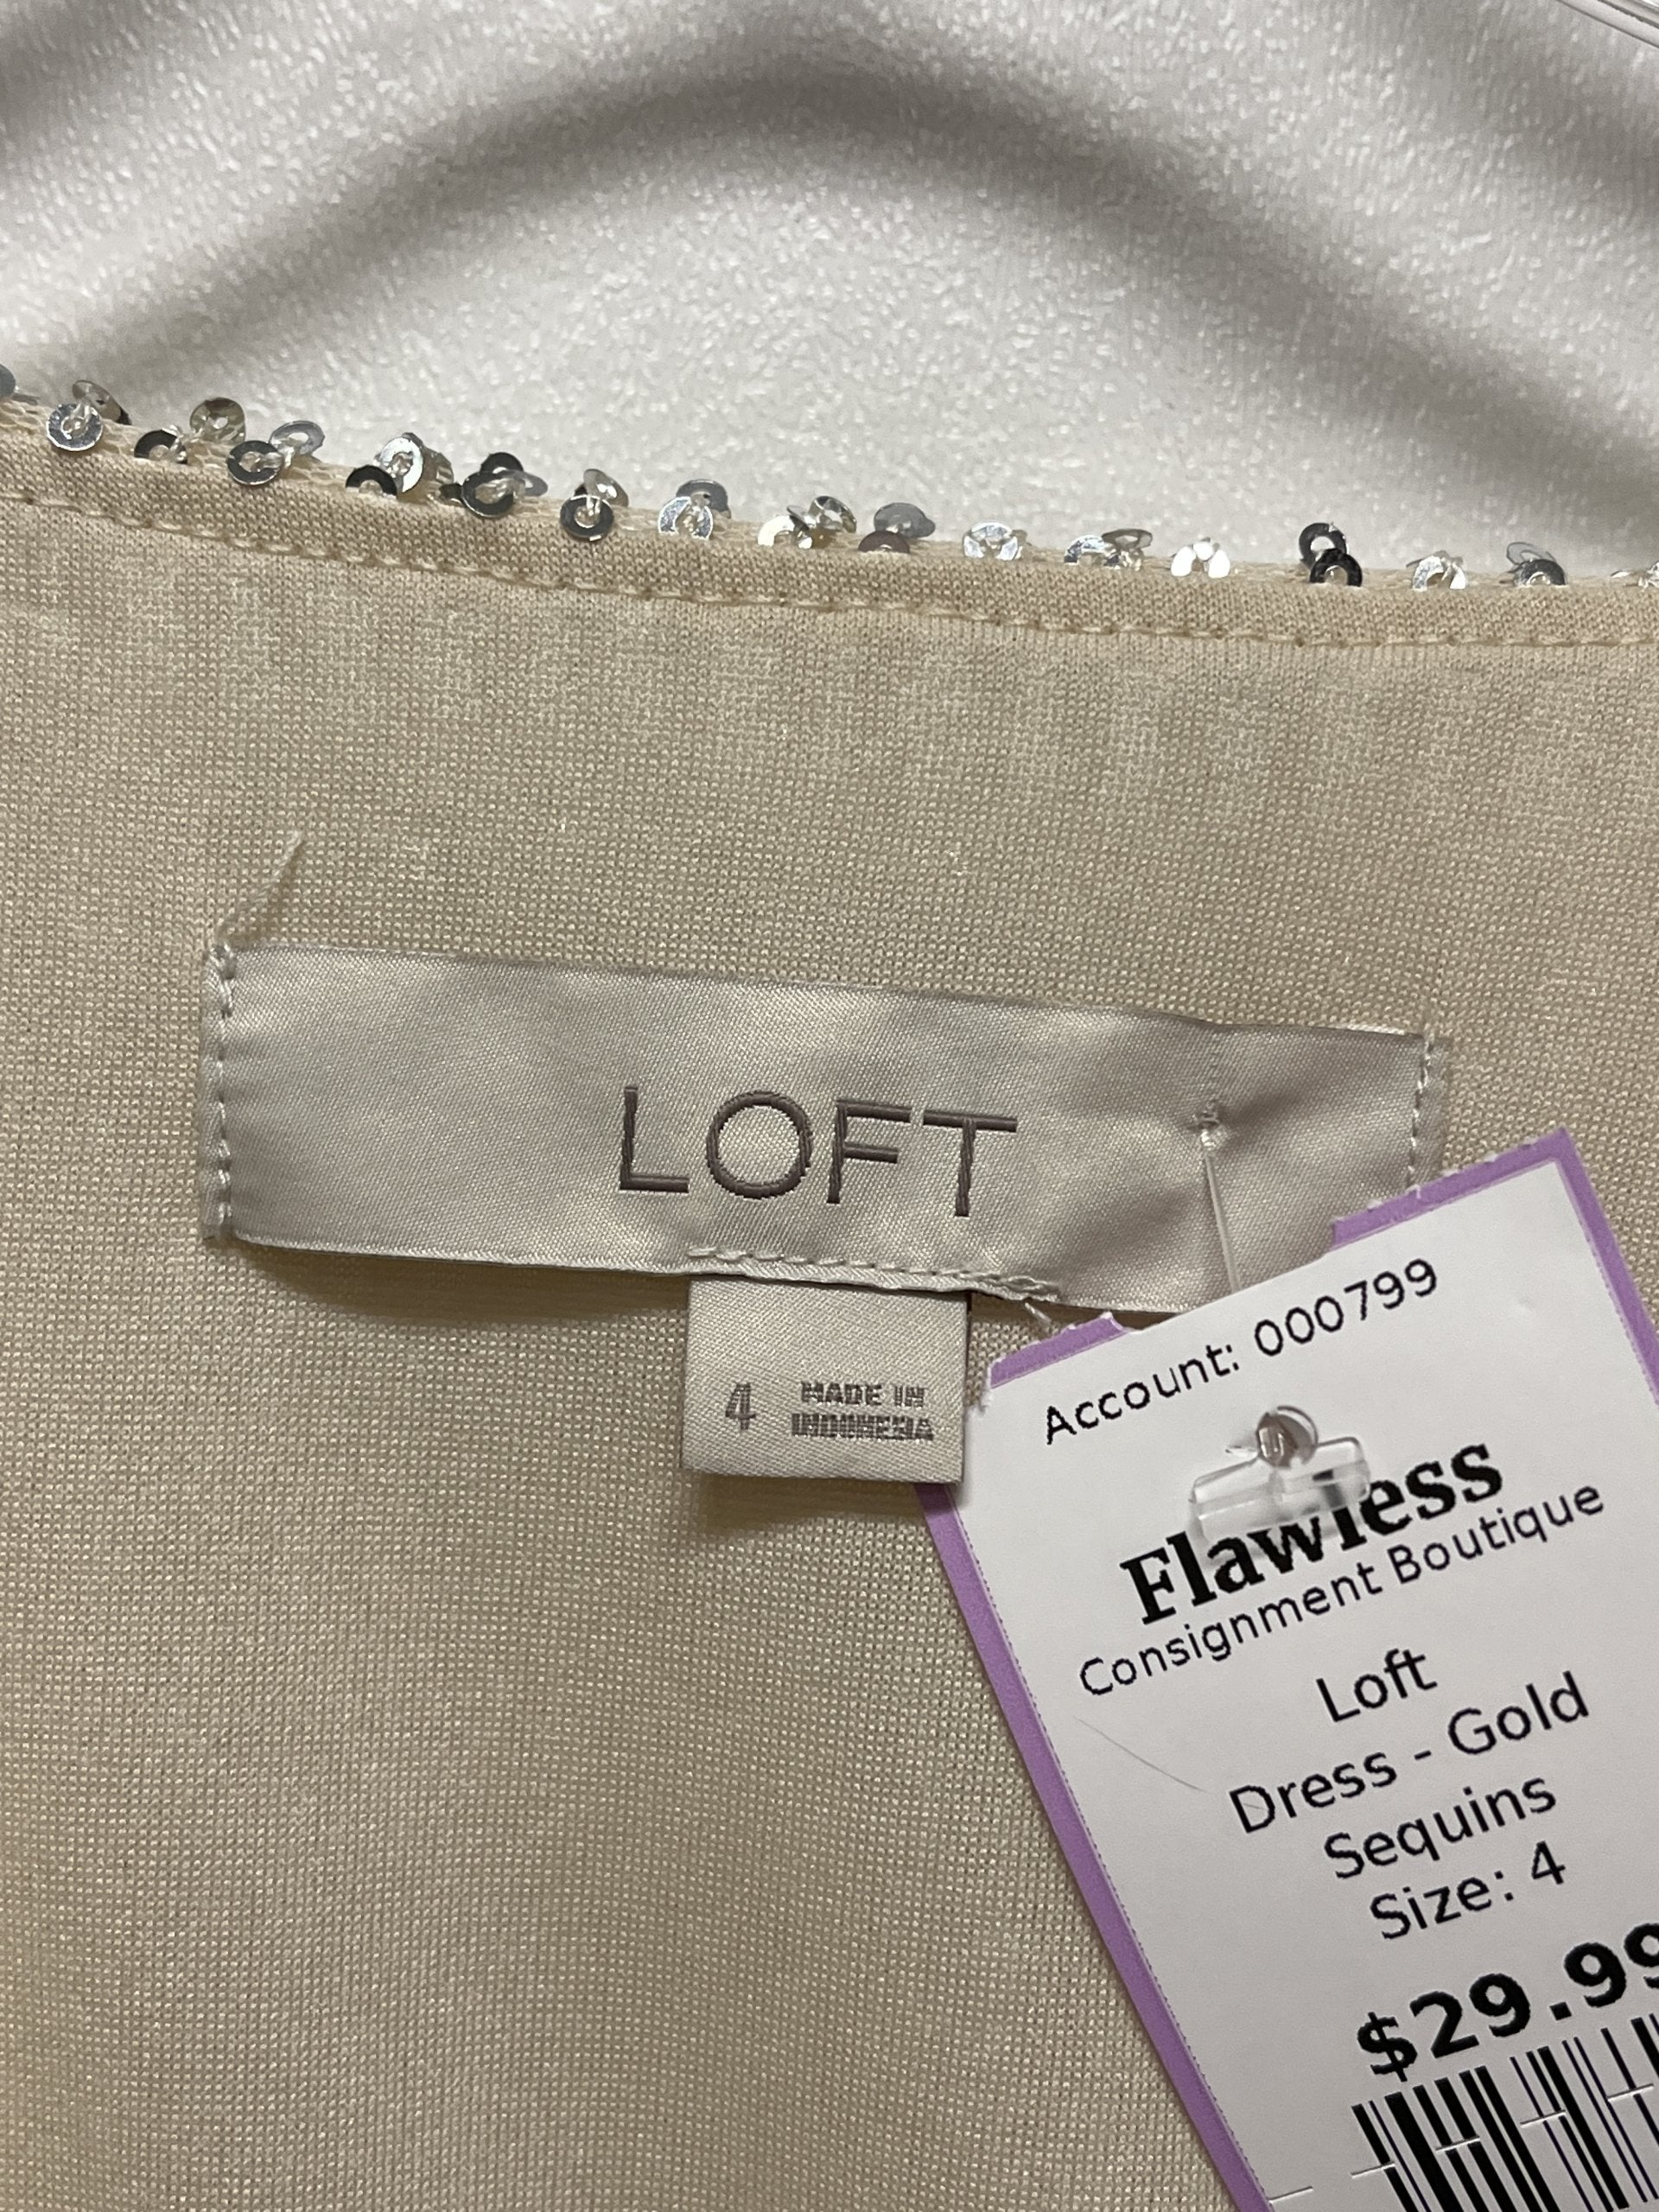 LOFT
4
MADE IN
INDONESIA
Account: 000799
Flawless
Consignment Boutique
Loft
Dress - Gold
Sequins
Size: 4
$29.99